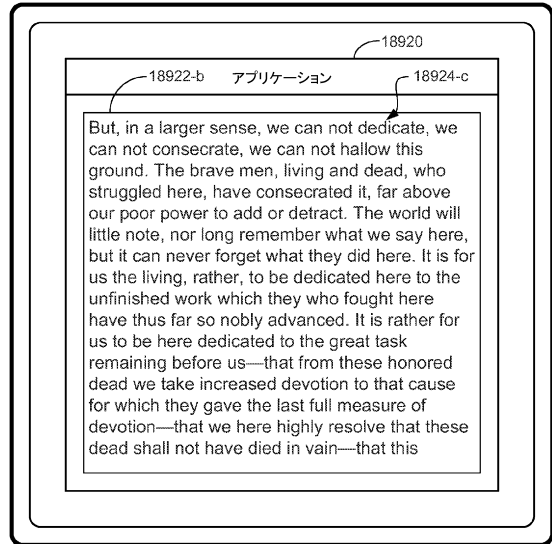 18920
18922-b アプリケーション 18924-c
But, in a larger sense, we can not dedicate, we
can not consecrate, we can not hallow this
ground. The brave men, living and dead, who
struggled here, have consecrated it, far above
our poor power to add or detract. The world will
little note, nor long remember what we say here,
but it can never forget what they did here. It is for
us the living, rather, to be dedicated here to the
unfinished work which they who fought here
have thus far so nobly advanced. It is rather for
us to be here dedicated to the great task
remaining before us—that from these honored
dead we take increased devotion to that cause
for which they gave the last full measure of
devotion—that we here highly resolve that these
dead shall not have died in vain—that this